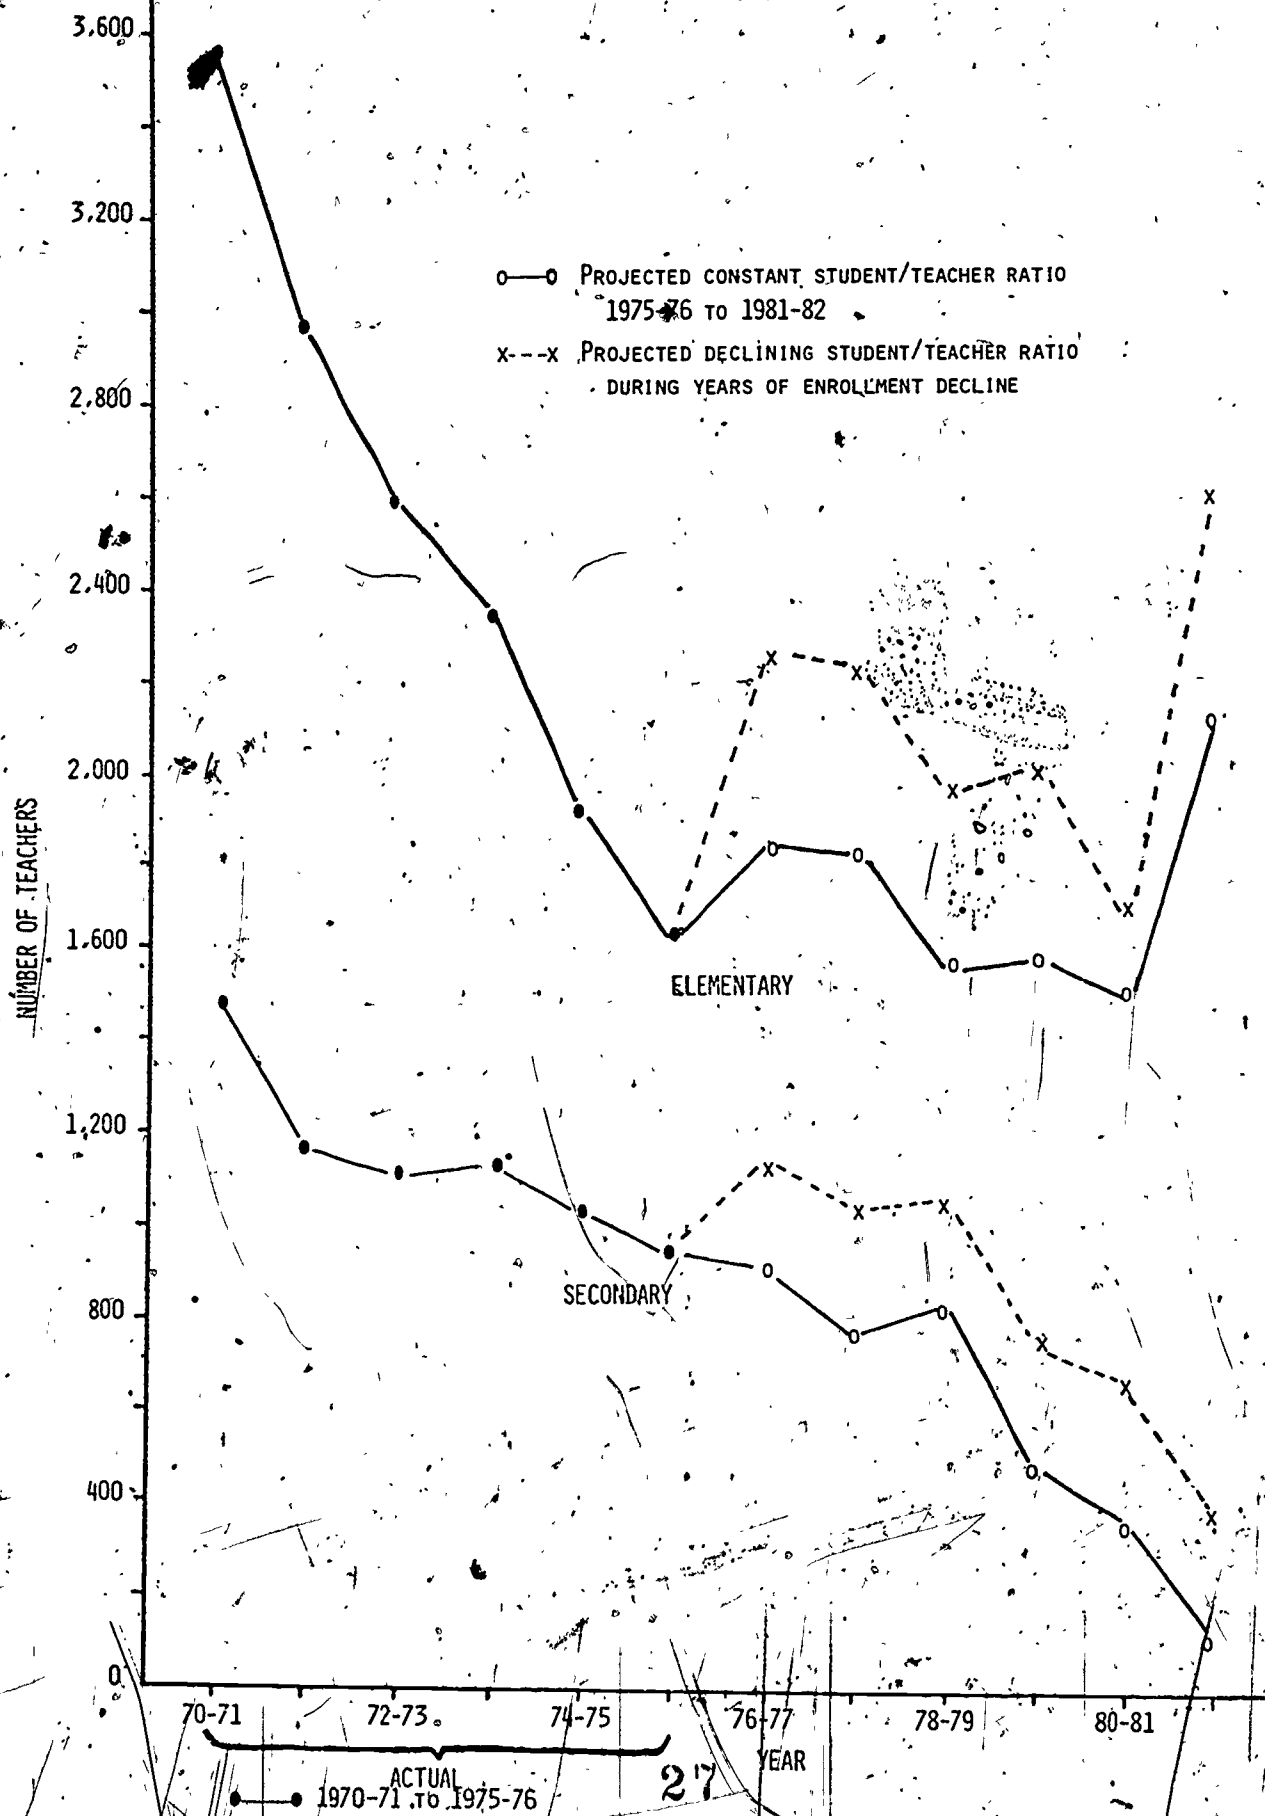 3,600
3,200
2,800
2,400
2,000
1,600
1,200
800
400
0
NUMBER OF TEACHERS
O—O PROJECTED CONSTANT STUDENT/TEACHER RATIO
1975-76 TO 1981-82
X---X PROJECTED DECLINING STUDENT/TEACHER RATIO
DURING YEARS OF ENROLLMENT DECLINE
ELEMENTARY
SECONDARY
70-71 72-73 74-75 76-77 78-79 80-81
YEAR
ACTUAL
1970-71 TO 1975-76
27